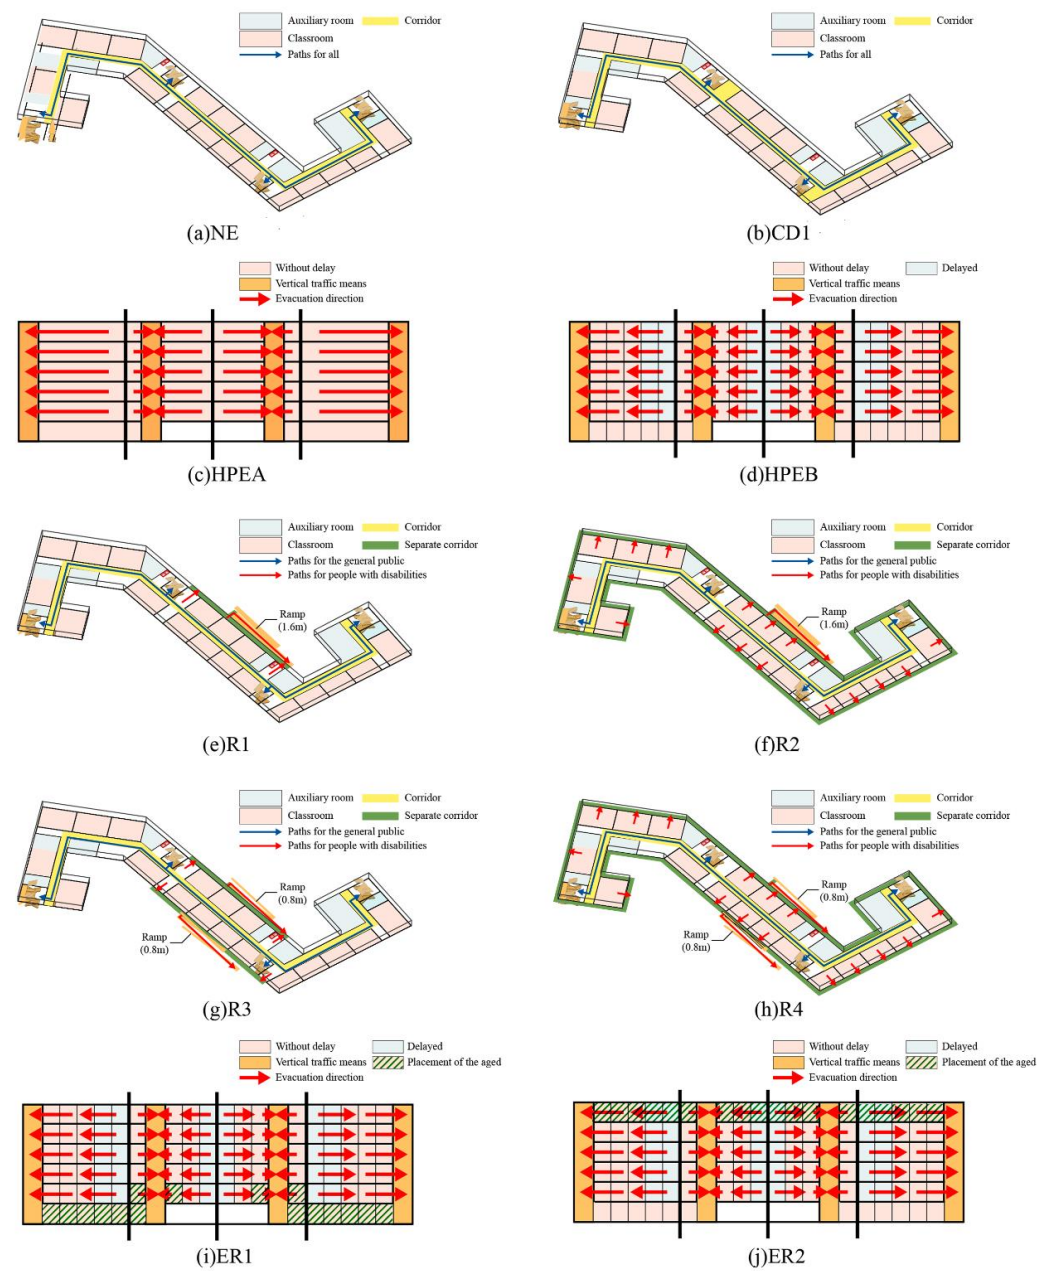 Auxiliary room
Corridor
Classroom
Paths for all
(a)NE
Auxiliary room
Corridor
Classroom
Paths for all
(b)CD1
Without delay
Vertical traffic means
Evacuation direction
(c)HPEA
Without delay
Delayed
Vertical traffic means
Evacuation direction
(d)HPEB
Auxiliary room
Corridor
Classroom
Separate corridor
Paths for the general public
Paths for people with disabilities
Ramp
(1.6m)
(e)R1
Auxiliary room
Corridor
Classroom
Separate corridor
Paths for the general public
Paths for people with disabilities
Ramp
(1.6m)
(f)R2
Auxiliary room
Corridor
Classroom
Separate corridor
Paths for the general public
Paths for people with disabilities
Ramp
(0.8m)
Ramp
(0.8m)
(g)R3
Auxiliary room
Corridor
Classroom
Separate corridor
Paths for the general public
Paths for people with disabilities
Ramp
(0.8m)
Ramp
(0.8m)
(h)R4
Without delay
Delayed
Vertical traffic means
Placement of the aged
Evacuation direction
(i)ER1
Without delay
Delayed
Vertical traffic means
Placement of the aged
Evacuation direction
(j)ER2